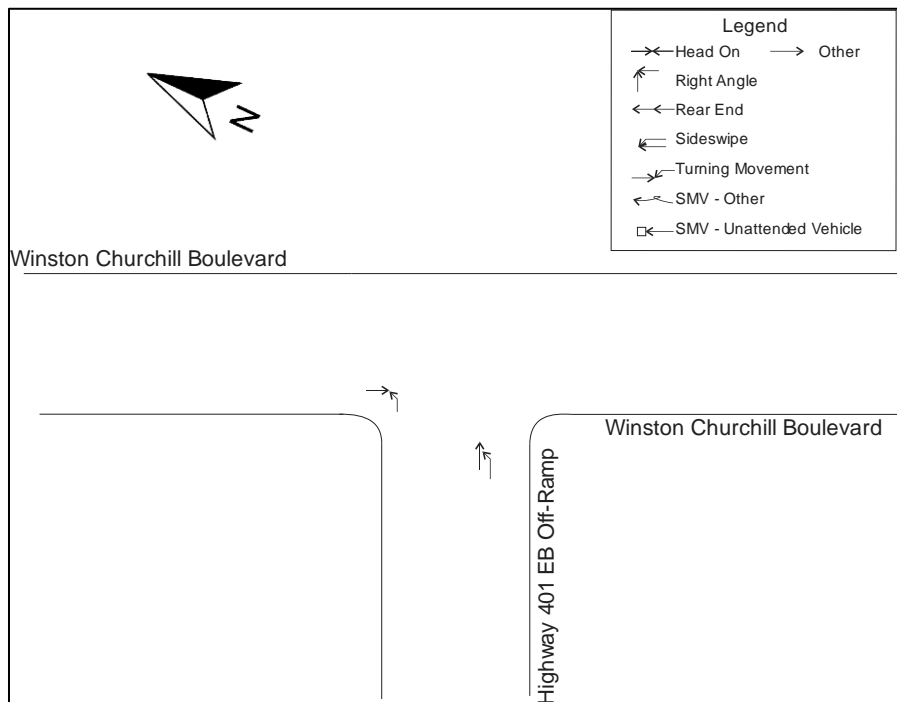 Legend
Head On Other
Right Angle
Rear End
Sideswipe
Turning Movement
SMV - Other
SMV - Unattended Vehicle
N
Winston Churchill Boulevard
Winston Churchill Boulevard
Highway 401 EB Off-Ramp